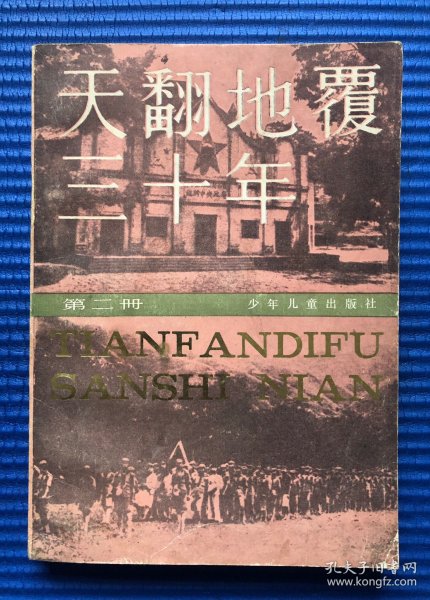 天翻地覆
三十年
第二册
少年儿童出版社
TIANFANDIFU
SANSHI NIAN
孔夫子旧书网
www.kongfz.com